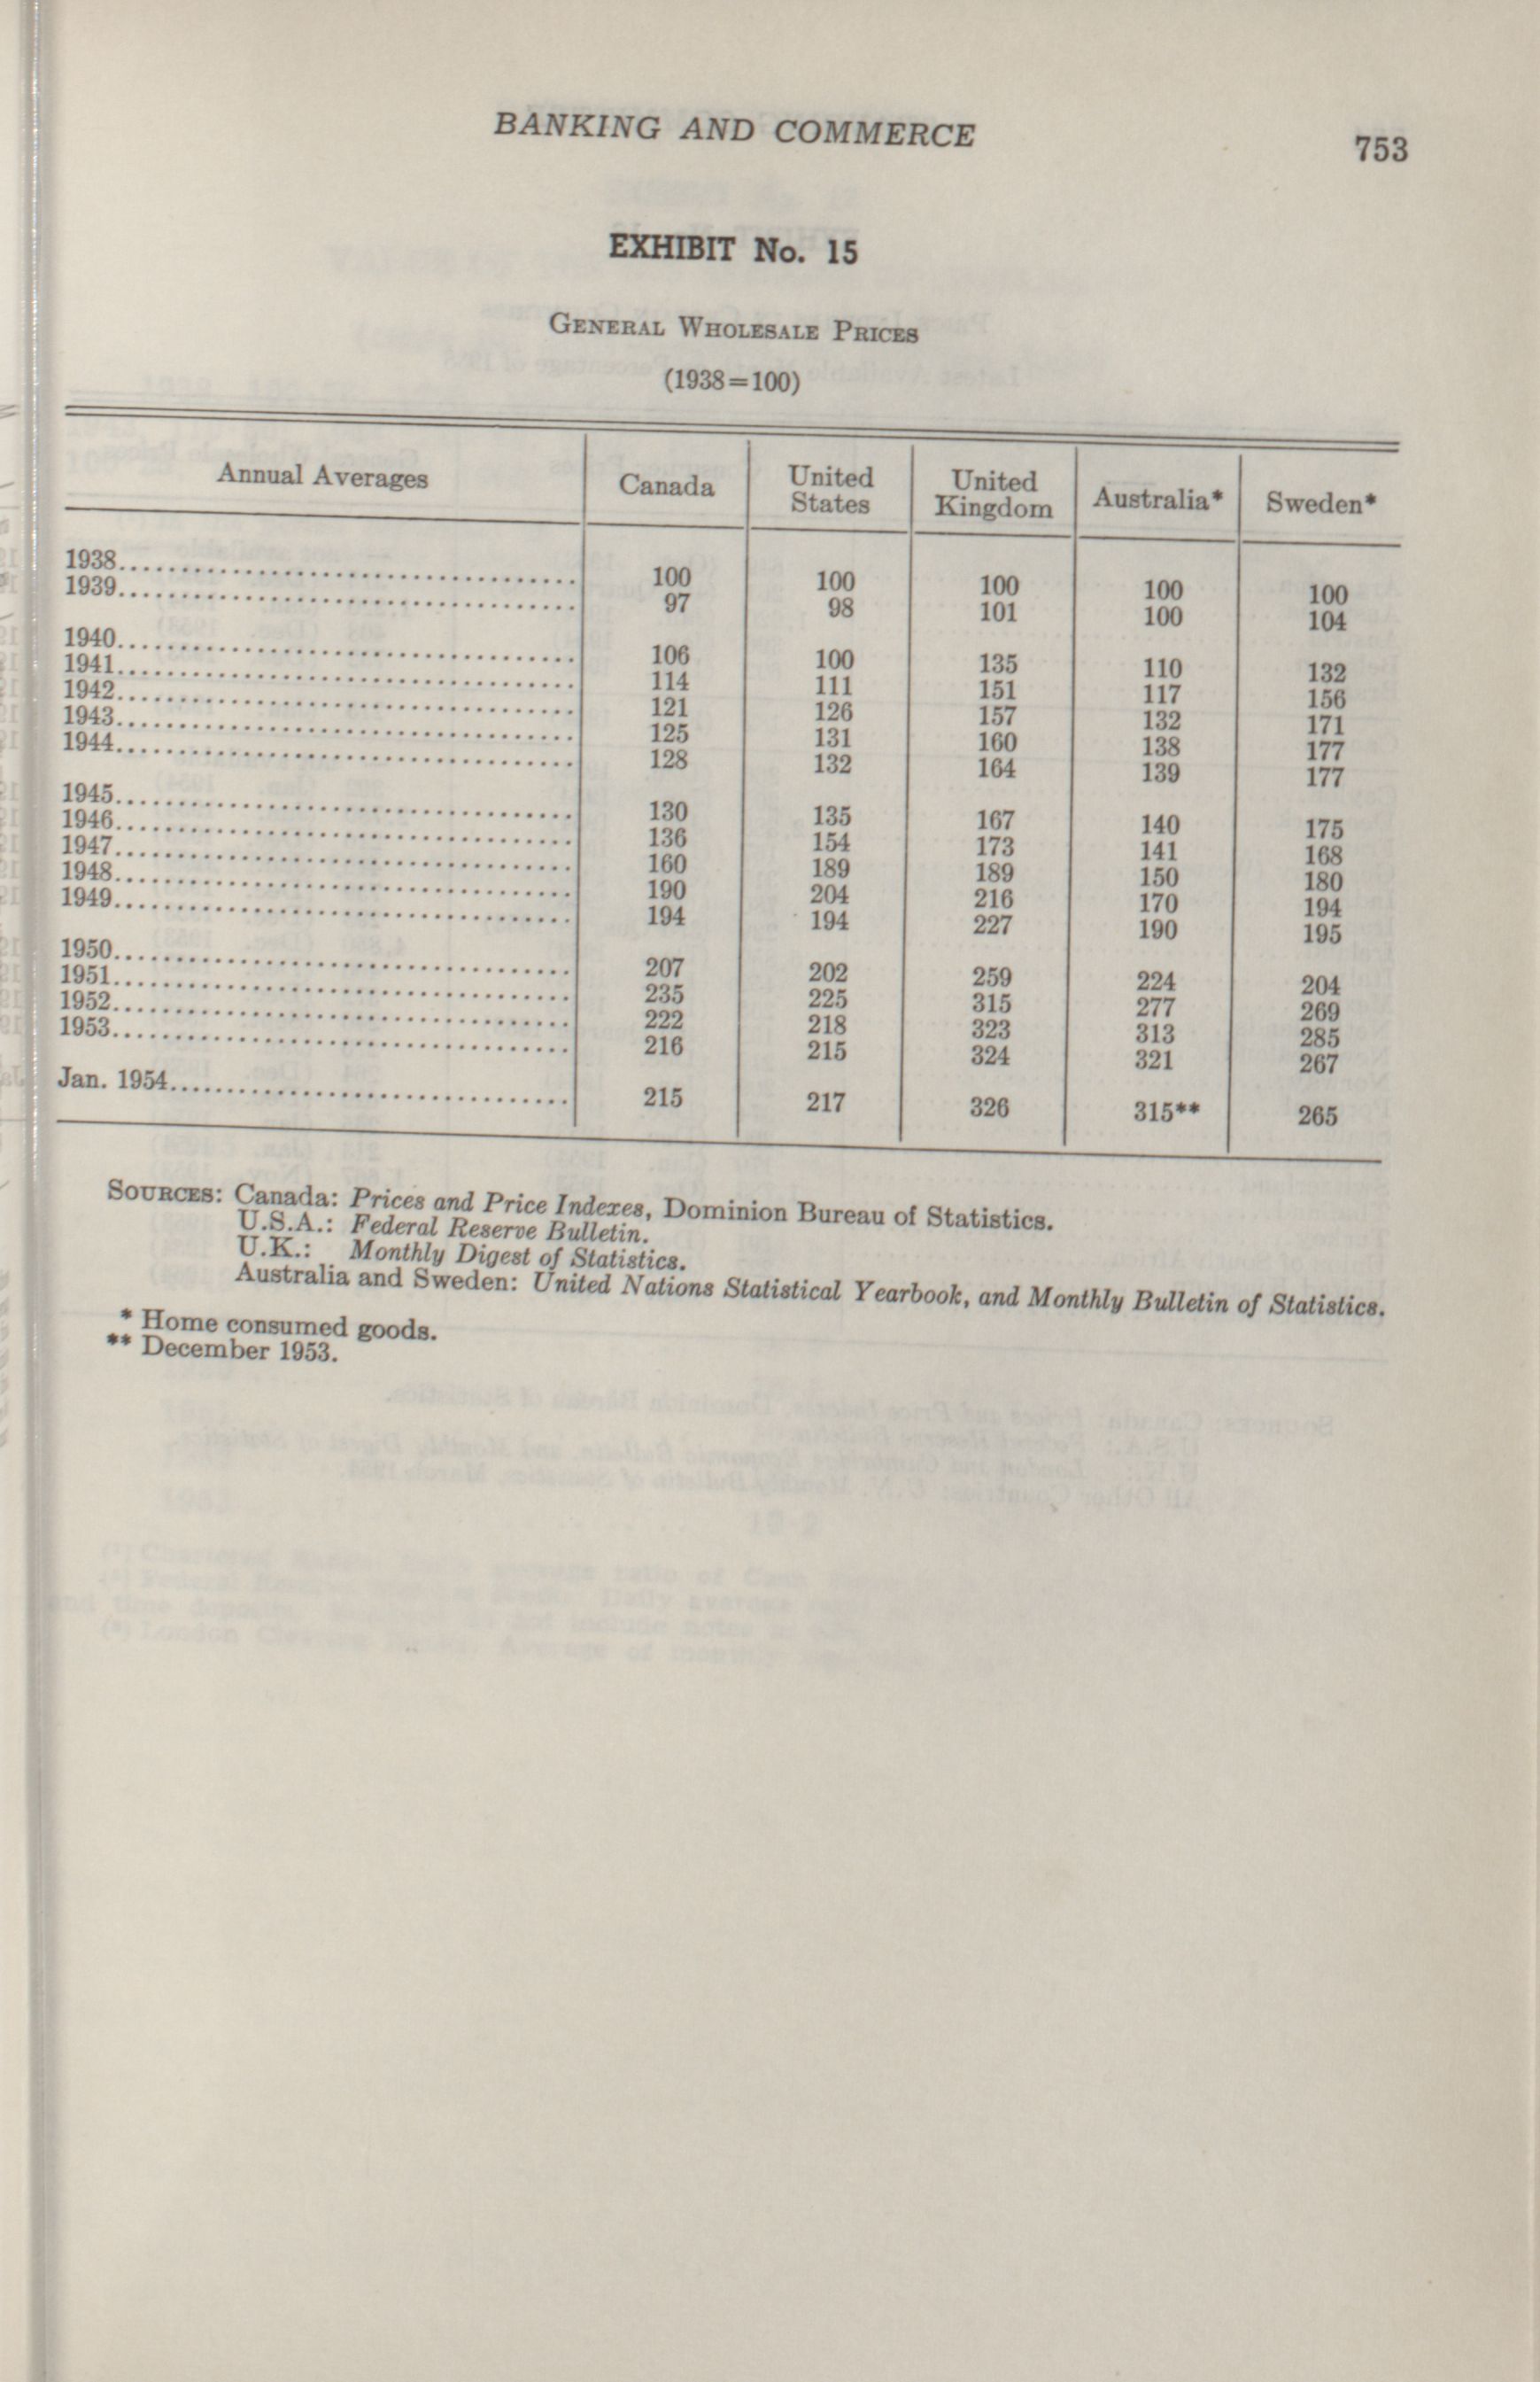 BANKING AND COMMERCE 753
EXHIBIT No. 15
GENERAL WHOLESALE PRICES
(1938=100)
Annual Averages Canada United States United Kingdom Australia* Sweden*
1938 100 100 100 100 100
1939 97 98 101 100 104
1940 106 100 135 110 132
1941 114 111 151 117 156
1942 121 126 157 132 171
1943 125 131 160 138 177
1944 128 132 164 139 177
1945 130 135 167 140 175
1946 136 154 173 141 168
1947 160 189 189 150 180
1948 190 204 216 170 194
1949 194 194 227 190 195
1950 207 202 259 224 204
1951 235 225 315 277 269
1952 222 218 323 313 285
1953 216 215 324 321 267
Jan. 1954 215 217 326 315** 265
SOURCES: Canada: Prices and Price Indexes, Dominion Bureau of Statistics.
U.S.A.: Federal Reserve Bulletin.
U.K.: Monthly Digest of Statistics.
Australia and Sweden: United Nations Statistical Yearbook, and Monthly Bulletin of Statistics.
* Home consumed goods.
** December 1953.